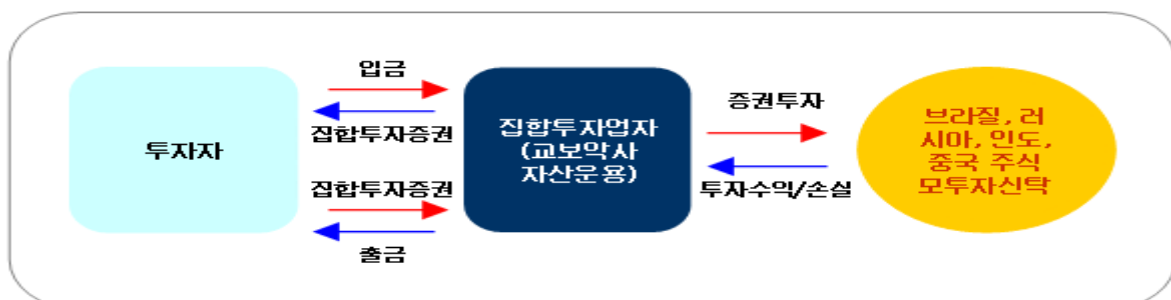 투자자
입금
집합투자증권
집합투자증권
출금
집합투자업자
(교보악사
자산운용)
증권투자
투자수익/손실
브라질, 러
시아, 인도,
중국 주식
모투자신탁